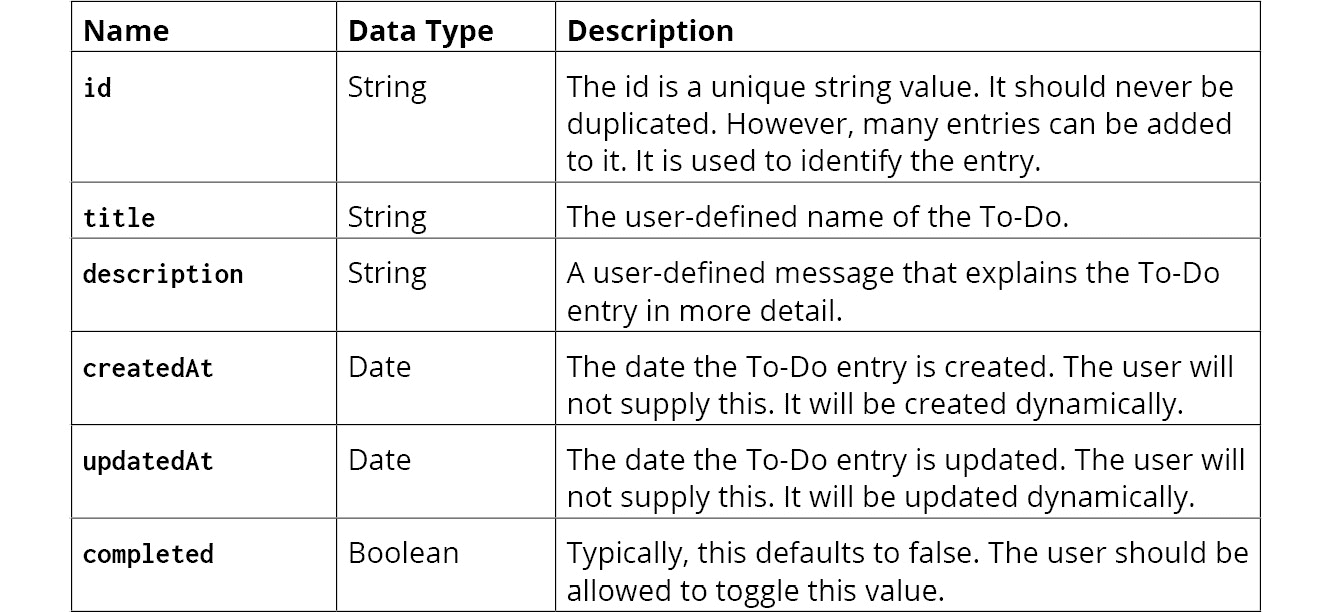 Name Data Type Description
id String The id is a unique string value. It should never be
duplicated. However, many entries can be added
to it. It is used to identify the entry.
title String The user-defined name of the To-Do.
description String A user-defined message that explains the To-Do
entry in more detail.
createdAt Date The date the To-Do entry is created. The user will
not supply this. It will be created dynamically.
updatedAt Date The date the To-Do entry is updated. The user will
not supply this. It will be updated dynamically.
completed Boolean Typically, this defaults to false. The user should be
allowed to toggle this value.